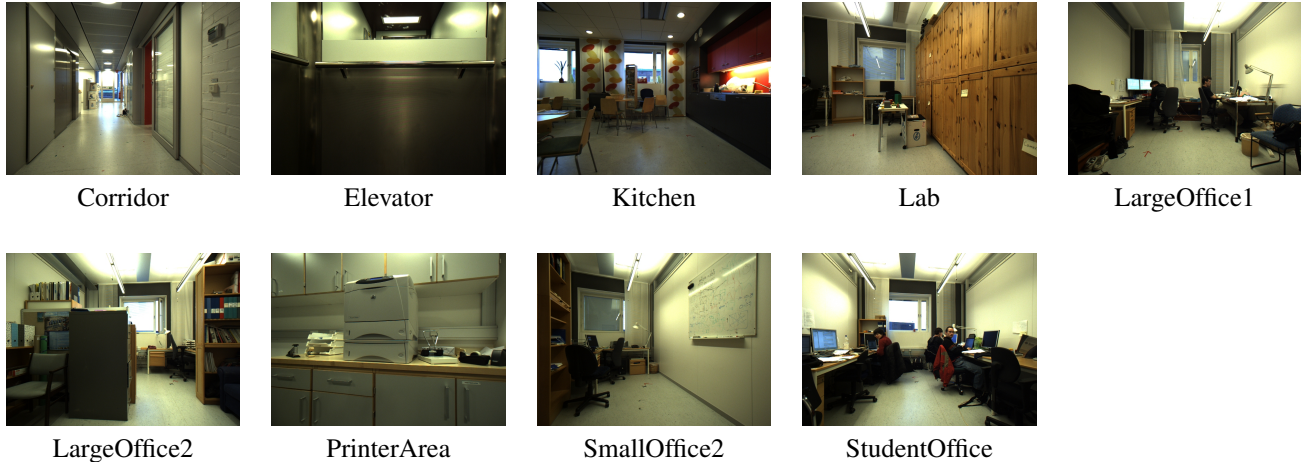 Corridor
Elevator
Kitchen
Lab
LargeOffice1
LargeOffice2
PrinterArea
SmallOffice2
StudentOffice